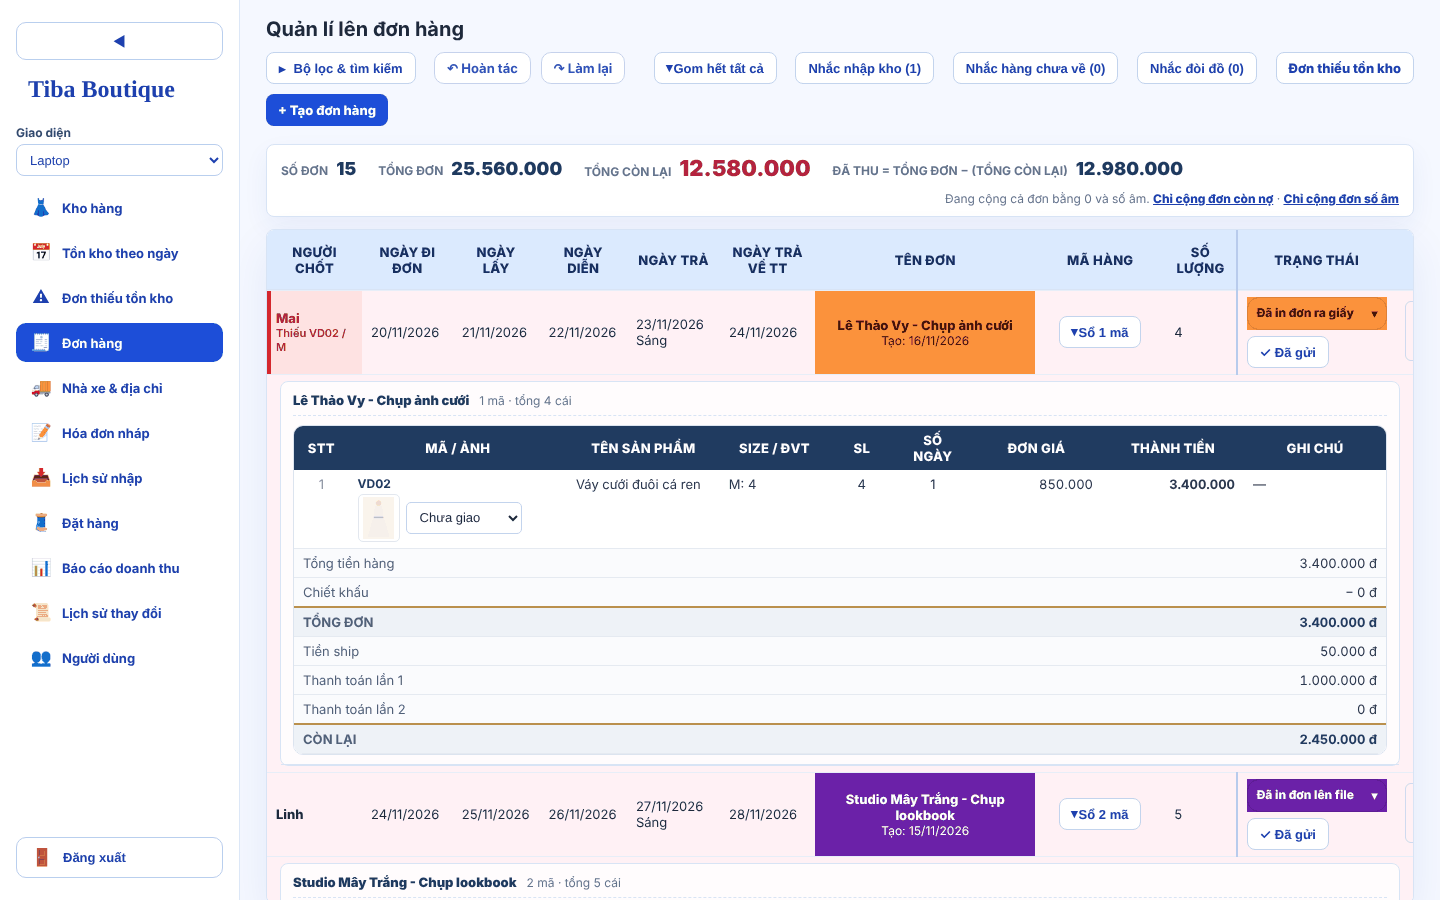 ◀
Tiba Boutique
Giao diện
Laptop
Kho hàng
Tồn kho theo ngày
Đơn thiếu tồn kho
Đơn hàng
Nhà xe & địa chỉ
Hóa đơn nháp
Lịch sử nhập
Đặt hàng
Báo cáo doanh thu
Lịch sử thay đổi
Người dùng
Đăng xuất
Quản lí lên đơn hàng
▸ Bộ lọc & tìm kiếm
↶ Hoàn tác
↷ Làm lại
▾Gom hết tất cả
Nhắc nhập kho (1)
Nhắc hàng chưa về (0)
Nhắc đòi đồ (0)
Đơn thiếu tồn kho
+ Tạo đơn hàng
SỐ ĐƠN 15 TỔNG ĐƠN 25.560.000 TỔNG CÒN LẠI 12.580.000 ĐÃ THU = TỔNG ĐƠN − (TỔNG CÒN LẠI) 12.980.000
Đang cộng cả đơn bằng 0 và số âm. Chỉ cộng đơn còn nợ · Chỉ cộng đơn số âm
NGƯỜI CHỐT NGÀY ĐI ĐƠN NGÀY LẤY NGÀY DIỄN NGÀY TRẢ NGÀY TRẢ VỀ TT TÊN ĐƠN MÃ HÀNG SỐ LƯỢNG TRẠNG THÁI
Mai
Thiếu VD02 /
M
20/11/2026
21/11/2026
22/11/2026
23/11/2026
Sáng
24/11/2026
Lê Thảo Vy - Chụp ảnh cưới
Tạo: 16/11/2026
▾Sổ 1 mã
4
Đã in đơn ra giấy ▾
✓ Đã gửi
Lê Thảo Vy - Chụp ảnh cưới 1 mã · tổng 4 cái
STT MÃ / ẢNH TÊN SẢN PHẨM SIZE / ĐVT SL SỐ NGÀY ĐƠN GIÁ THÀNH TIỀN GHI CHÚ
1 VD02 Váy cưới đuôi cá ren M: 4 4 1 850.000 3.400.000 —
Chưa giao
Tổng tiền hàng 3.400.000 đ
Chiết khấu − 0 đ
TỔNG ĐƠN 3.400.000 đ
Tiền ship 50.000 đ
Thanh toán lần 1 1.000.000 đ
Thanh toán lần 2 0 đ
CÒN LẠI 2.450.000 đ
Linh
24/11/2026
25/11/2026
26/11/2026
27/11/2026
Sáng
28/11/2026
Studio Mây Trắng - Chụp
lookbook
Tạo: 15/11/2026
▾Sổ 2 mã
5
Đã in đơn lên file ▾
✓ Đã gửi
Studio Mây Trắng - Chụp lookbook 2 mã · tổng 5 cái